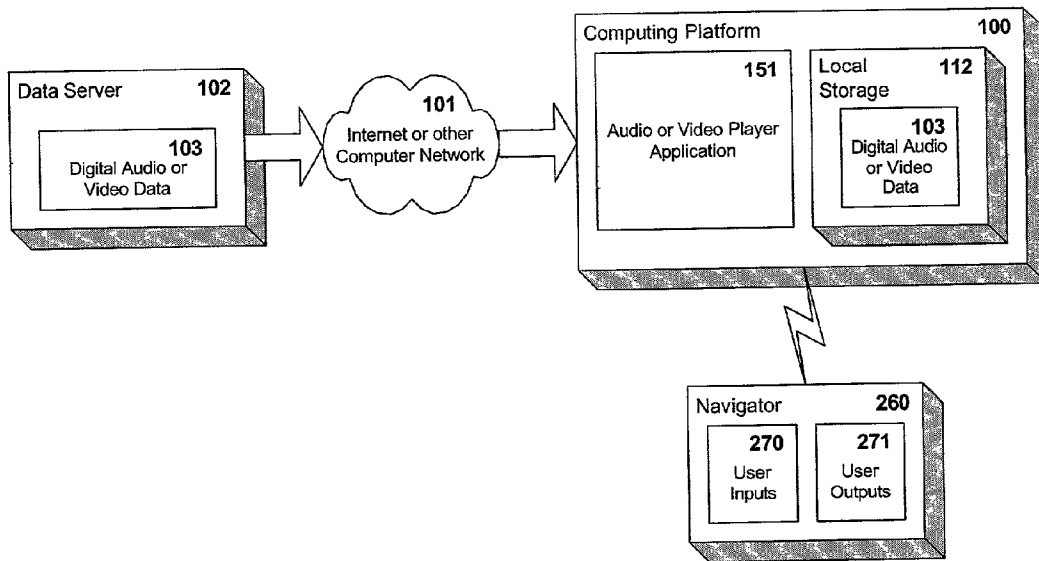 Data Server 102
103
Digital Audio or
Video Data
101
Internet or other
Computer Network
Computing Platform 100
151
Audio or Video Player
Application
Local 112
Storage
103
Digital Audio
or Video
Data
Navigator 260
270
User
Inputs
271
User
Outputs